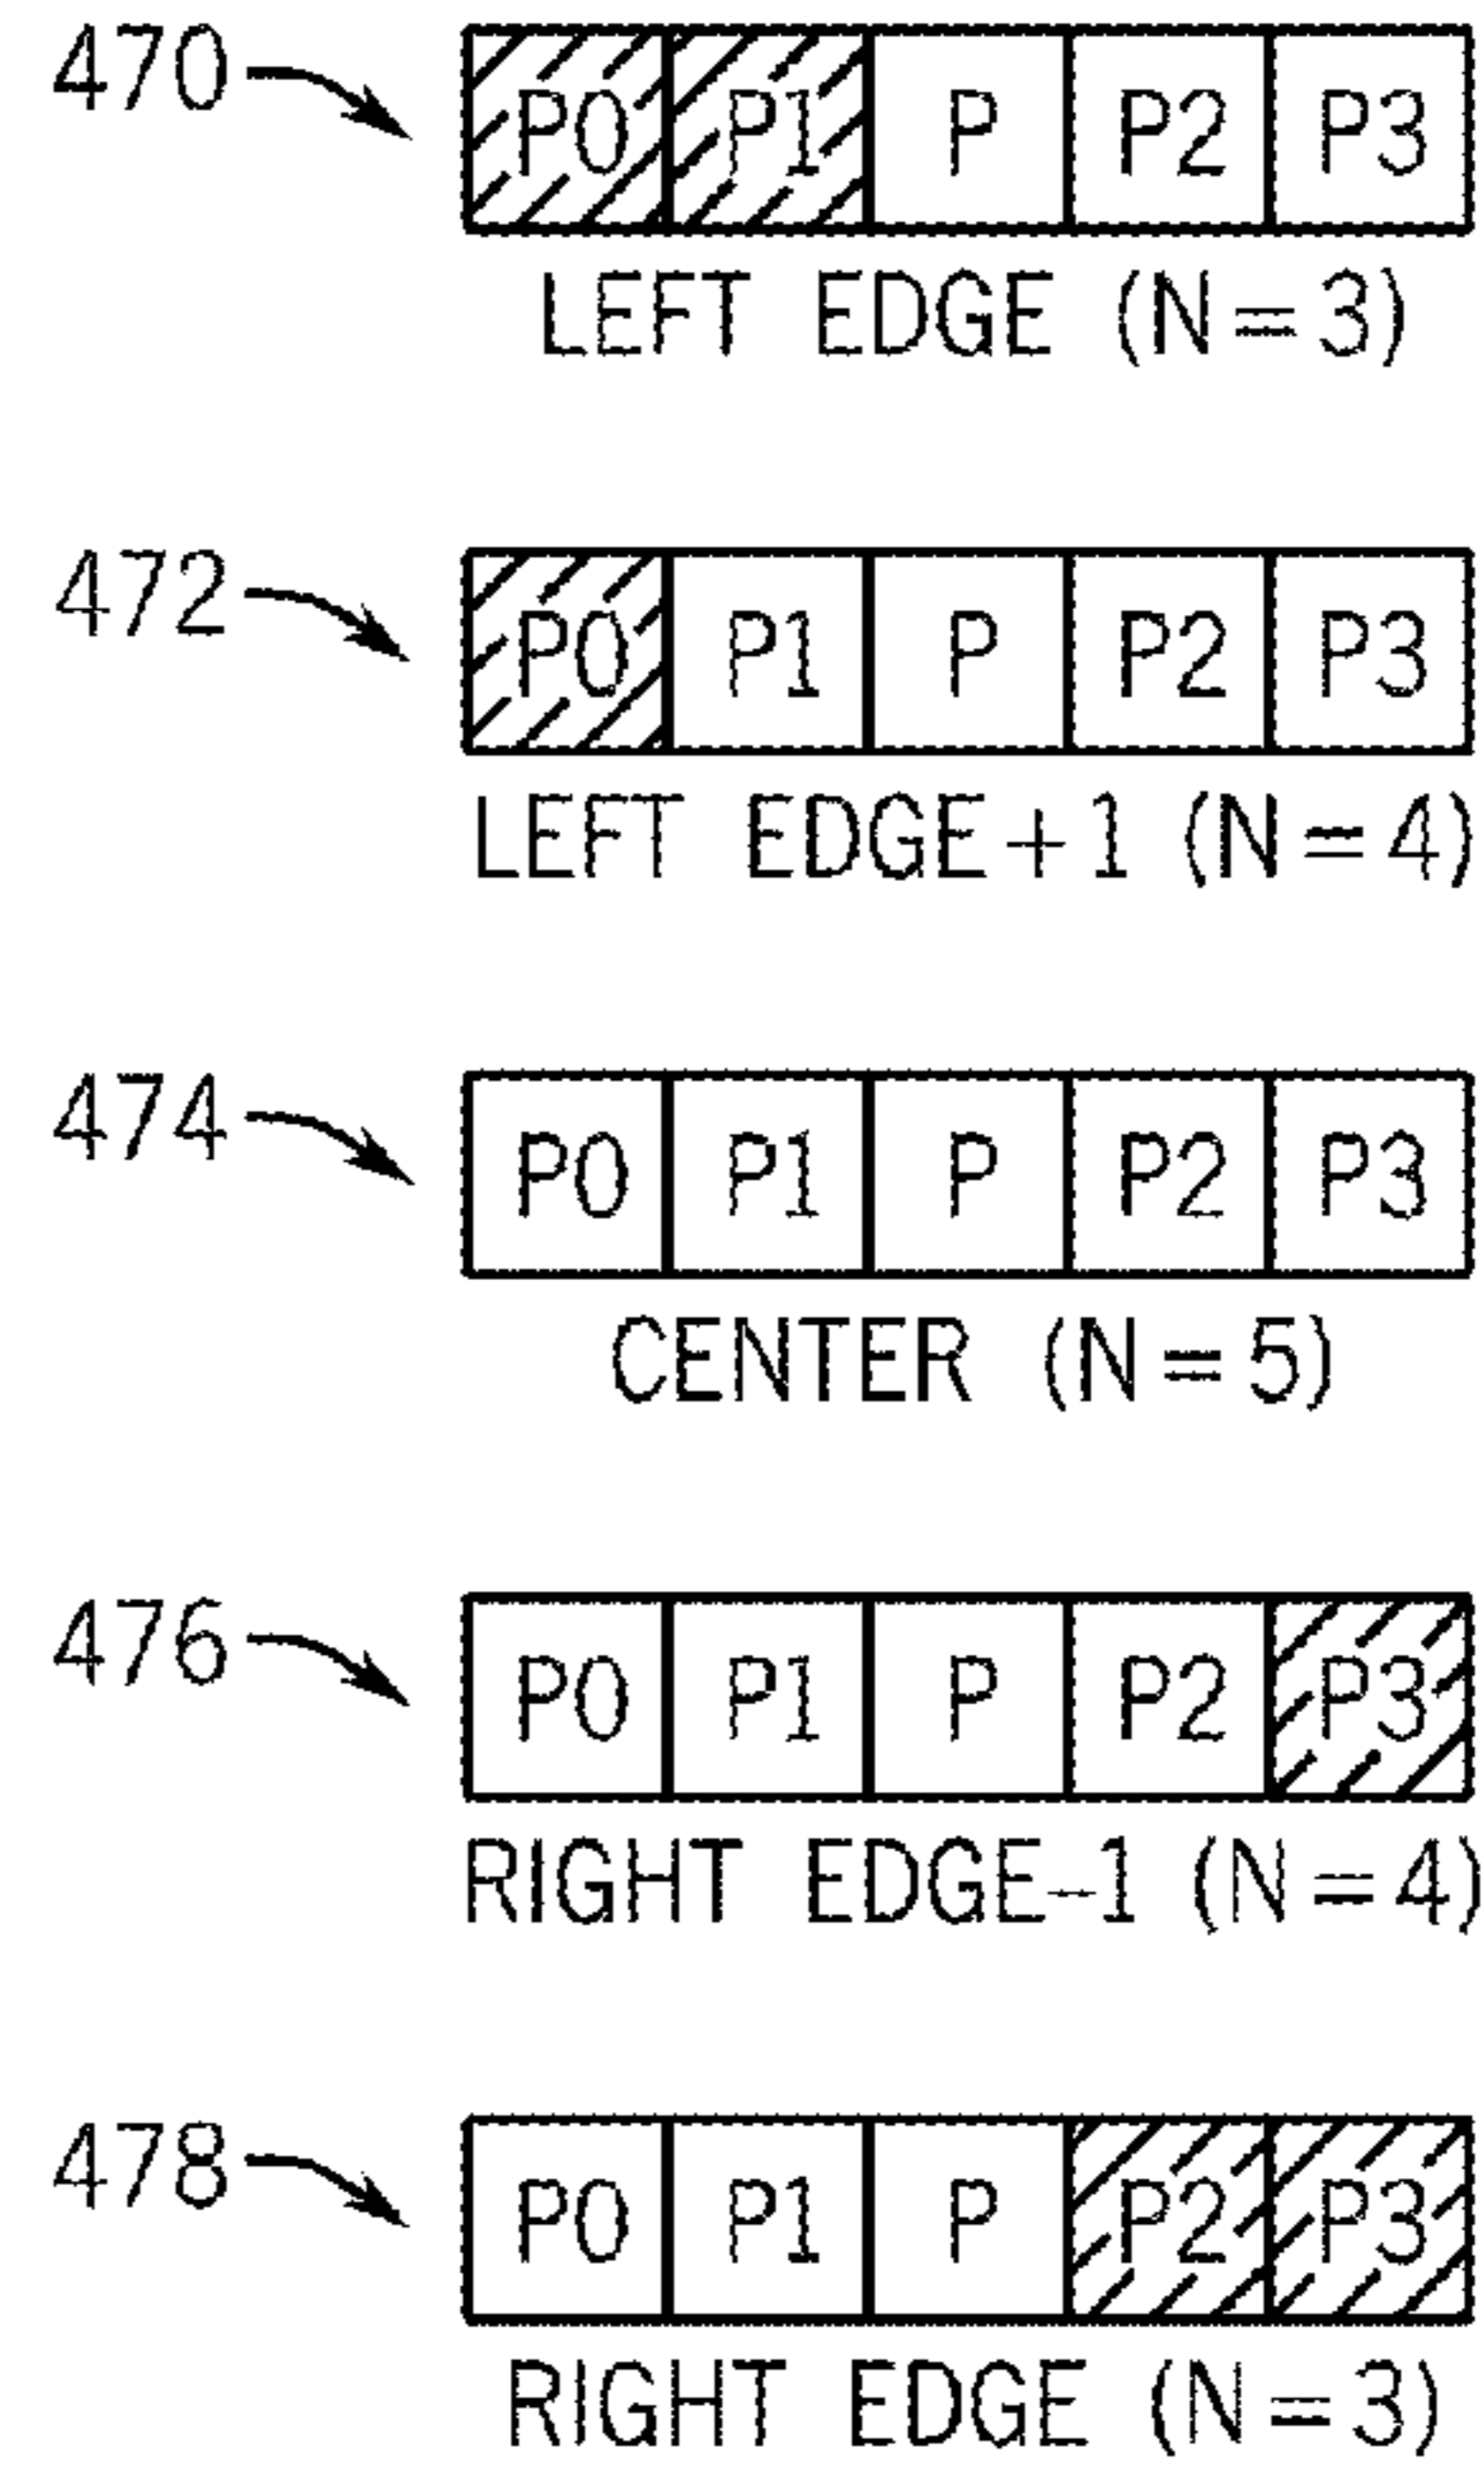 470
P0 P1 P P2 P3
LEFT EDGE (N=3)
472
P0 P1 P P2 P3
LEFT EDGE+1 (N=4)
474
P0 P1 P P2 P3
CENTER (N=5)
476
P0 P1 P P2 P3
RIGHT EDGE-1 (N=4)
478
P0 P1 P P2 P3
RIGHT EDGE (N=3)